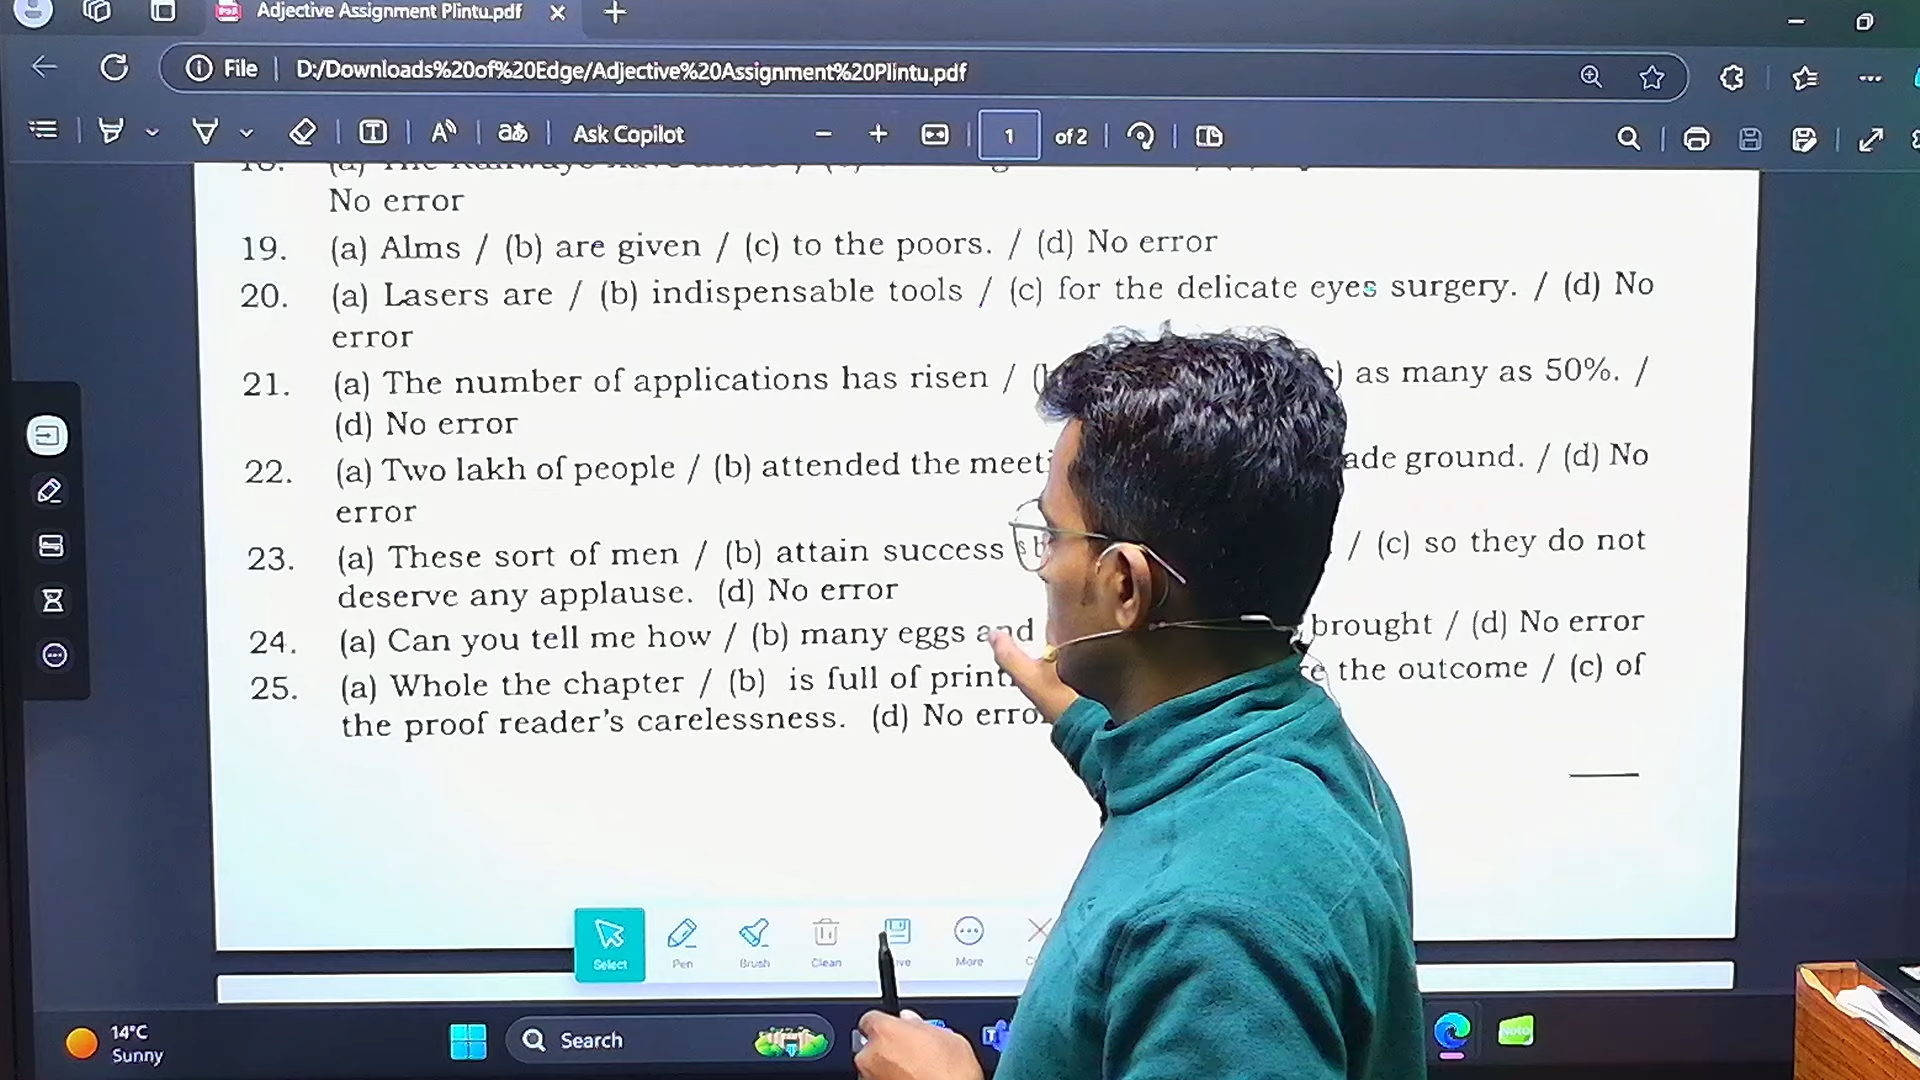 Adjective Assignment Plintu.pdf
File D:/Downloads%20of%20Edge/Adjective%20Assignment%20Plintu.pdf
Ask Copilot 1 of 2
No error
19. (a) Alms / (b) are given / (c) to the poors. / (d) No error
20. (a) Lasers are / (b) indispensable tools / (c) for the delicate eyes surgery. / (d) No
error
21. (a) The number of applications has risen / as many as 50%. /
(d) No error
22. (a) Two lakh of people / (b) attended the ground. / (d) No
error
23. (a) These sort of men / (b) attain success / (c) so they do not
deserve any applause. (d) No error
24. (a) Can you tell me how / (b) many eggs and brought / (d) No error
25. (a) Whole the chapter / (b) is full of the outcome / (c) of
the proof reader's carelessness. (d) No
Select Pen Brush Clean More
14°C
Sunny
Search